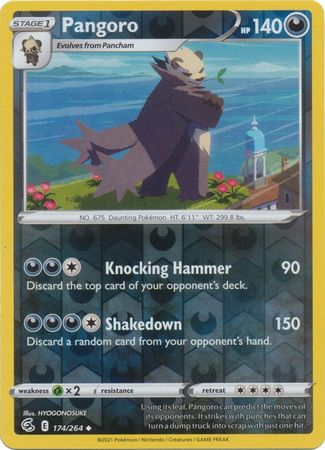 STAGE 1 Pangoro HP 140
Evolves from Pancham
NO. 675 Daunting Pokémon HT: 6'11" WT: 299.8 lbs.
Knocking Hammer 90
Discard the top card of your opponent's deck.
Shakedown 150
Discard a random card from your opponent's hand.
weakness ×2 resistance retreat
illus. HYOGONOSUKE
E 174/264
©2021 Pokémon / Nintendo / Creatures / GAME FREAK
Using its leaf, Pangoro can predict the moves of
its opponents. It strikes with punches that can
turn a dump truck into scrap with just one hit.